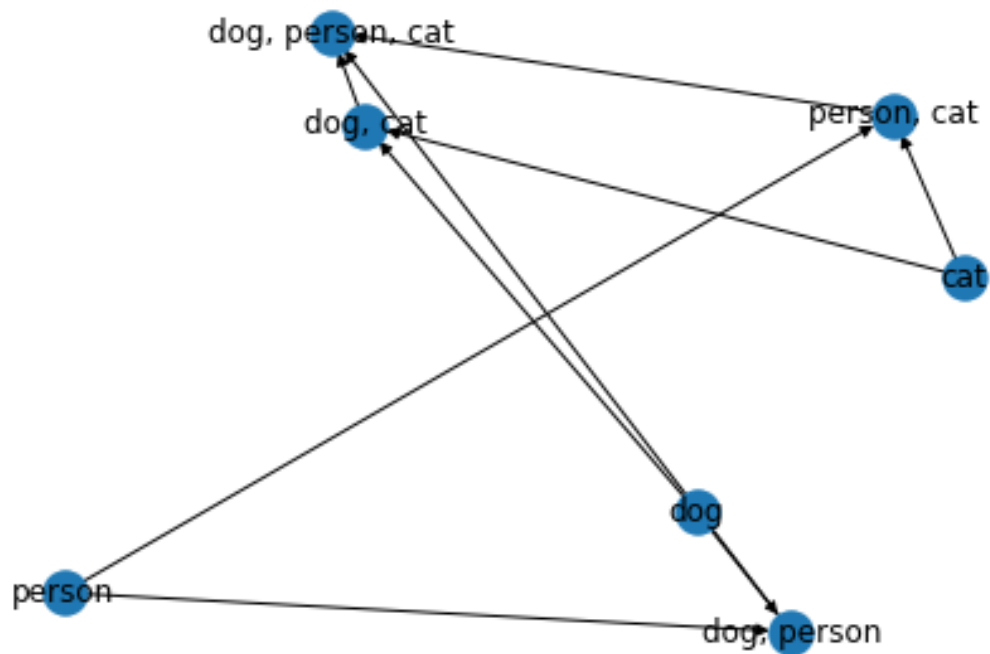 dog, person, cat
person, cat
dog, cat
cat
dog
person
dog, person